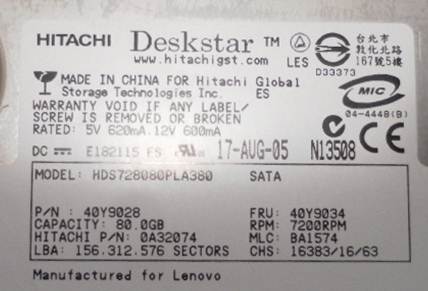 HITACHI Deskstar ™
www.hitachigst.com
LES
D33373
台北市
敦化北路
167號5樓
MADE IN CHINA FOR Hitachi Global
Storage Technologies Inc. ES
WARRANTY VOID IF ANY LABEL/
SCREW IS REMOVED OR BROKEN
RATED: 5V 620mA,12V 600mA
MIC
04-4448(B)
DC E182115 FS 17-AUG-05 N13508 CE
MODEL: HDS728080PLA380 SATA
P/N : 40Y9028 FRU: 40Y9034
CAPACITY: 80.0GB RPM: 7200RPM
HITACHI P/N: 0A32074 MLC: BA1574
LBA: 156.312.576 SECTORS CHS: 16383/16/63
Manufactured for Lenovo